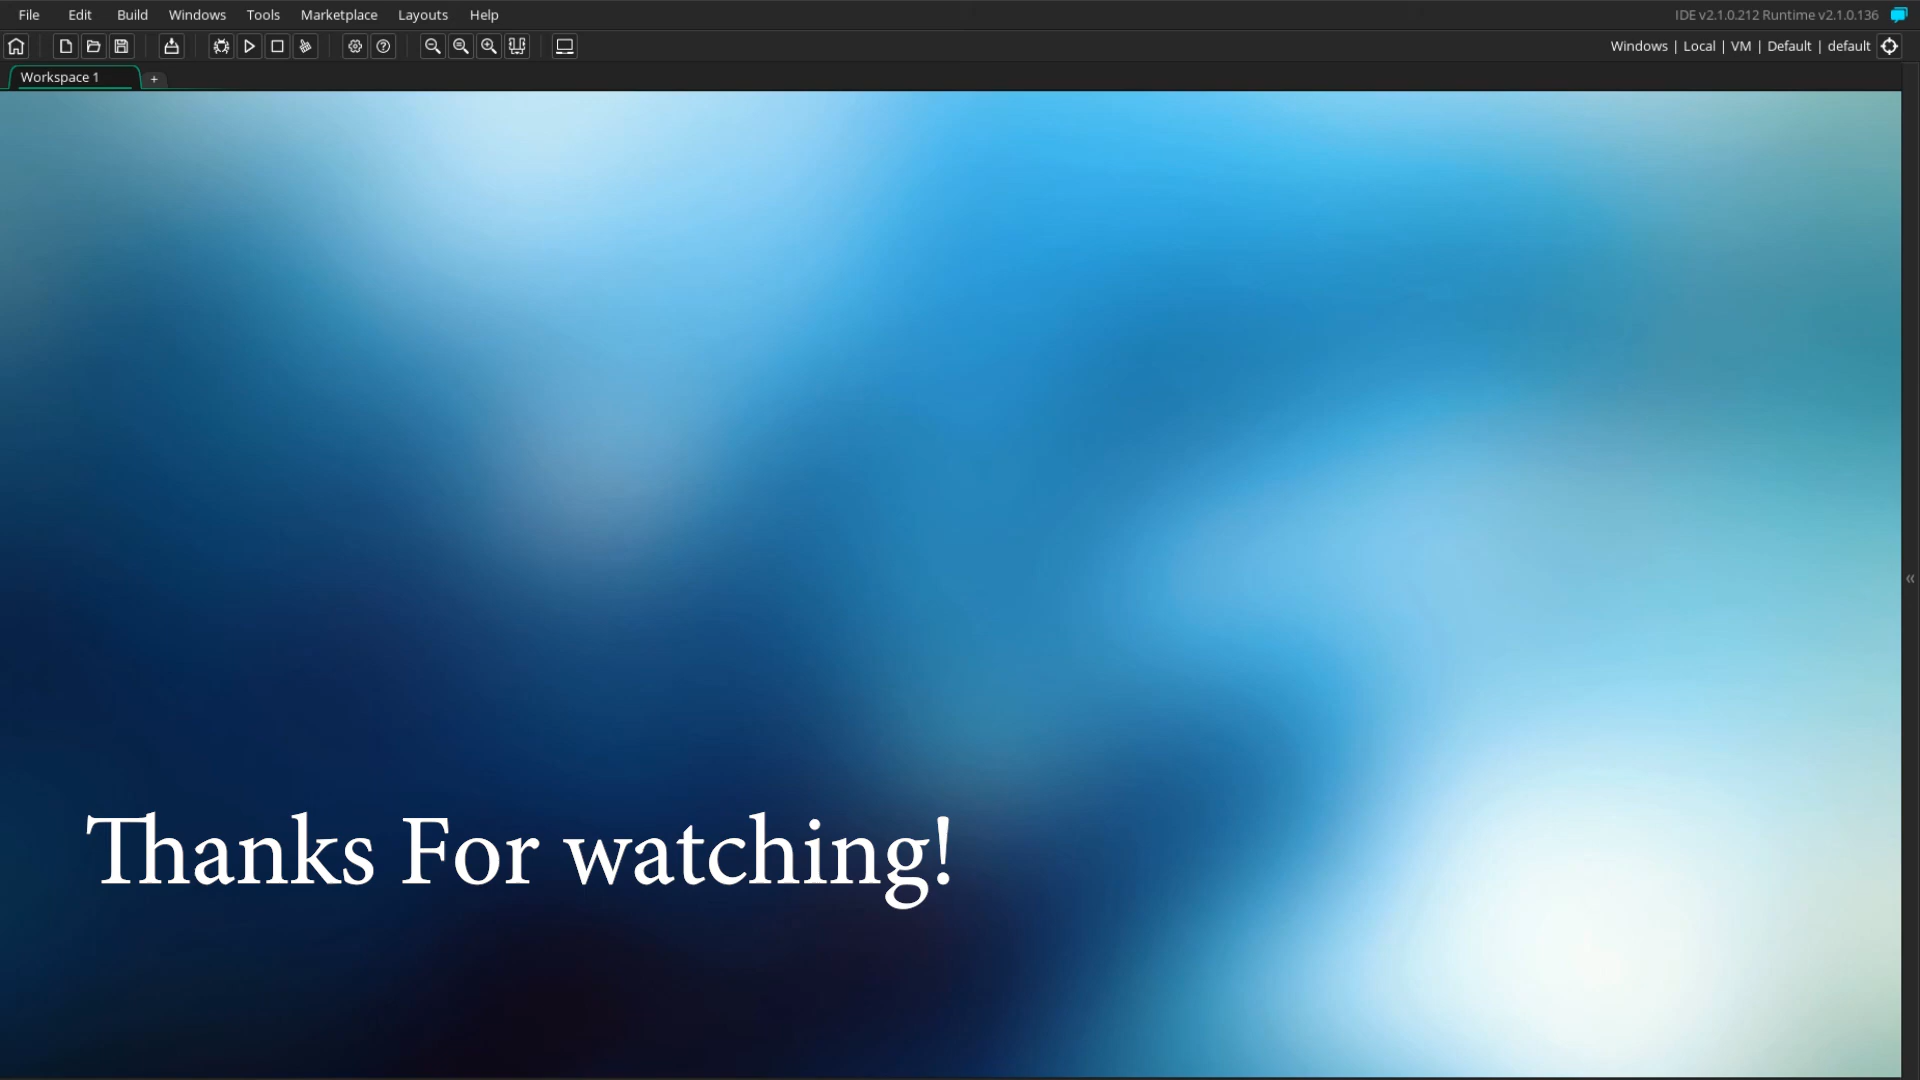 File Edit Build Windows Tools Marketplace Layouts Help IDE v2.1.0.212 Runtime v2.1.0.136
Windows | Local | VM | Default | default
Workspace 1 +
Thanks For watching!